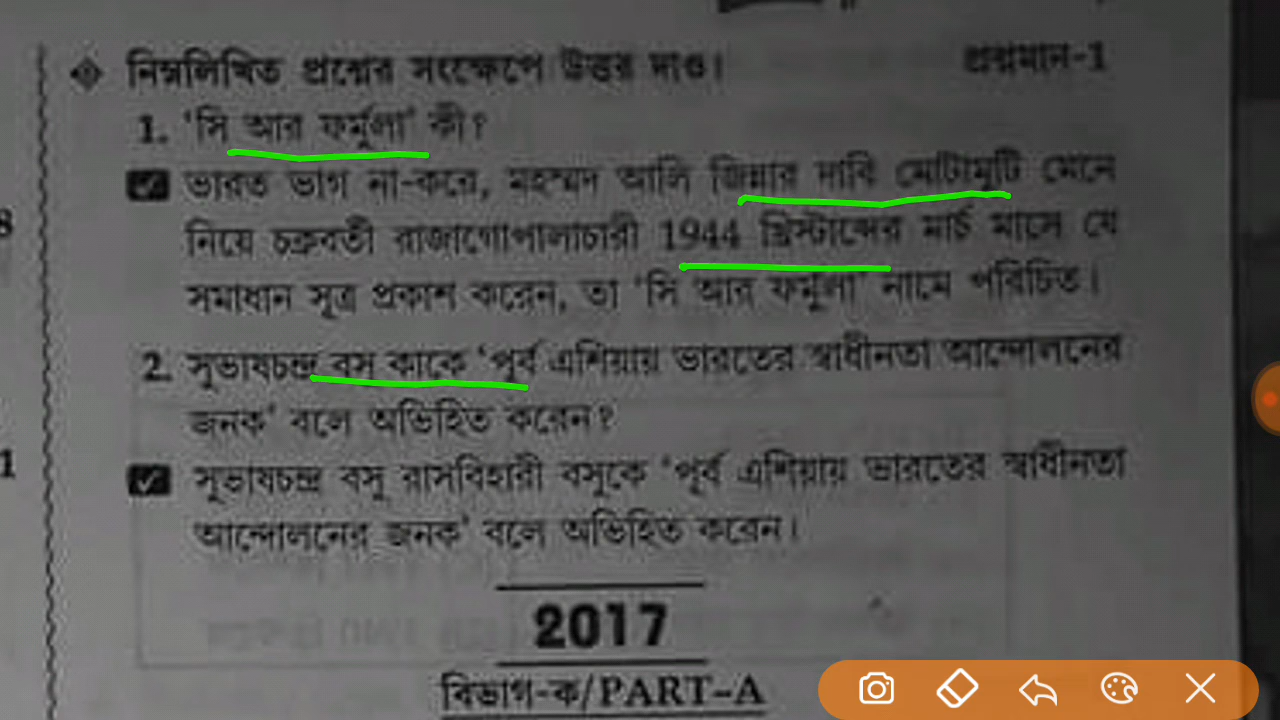 নিম্নলিখিত প্রশ্নের সংক্ষেপে উত্তর দাও। প্রশ্নমান-1
1. ‘সি আর ফর্মুলা’ কী?
ভারত ভাগ না-করে, মহম্মদ আলি জিন্নার দাবি মোটামুটি মেনে
8
নিয়ে চক্রবর্তী রাজাগোপালাচারী 1944 খ্রিস্টাব্দের মার্চ মাসে যে
সমাধান সূত্র প্রকাশ করেন, তা ‘সি আর ফর্মুলা’ নামে পরিচিত।
2. সুভাষচন্দ্র বসু কাকে ‘পূর্ব এশিয়ায় ভারতের স্বাধীনতা আন্দোলনের
জনক’ বলে অভিহিত করেন?
1
সুভাষচন্দ্র বসু রাসবিহারী বসুকে ‘পূর্ব এশিয়ায় ভারতের স্বাধীনতা
আন্দোলনের জনক’ বলে অভিহিত করেন।
2017
বিভাগ-ক/PART–A